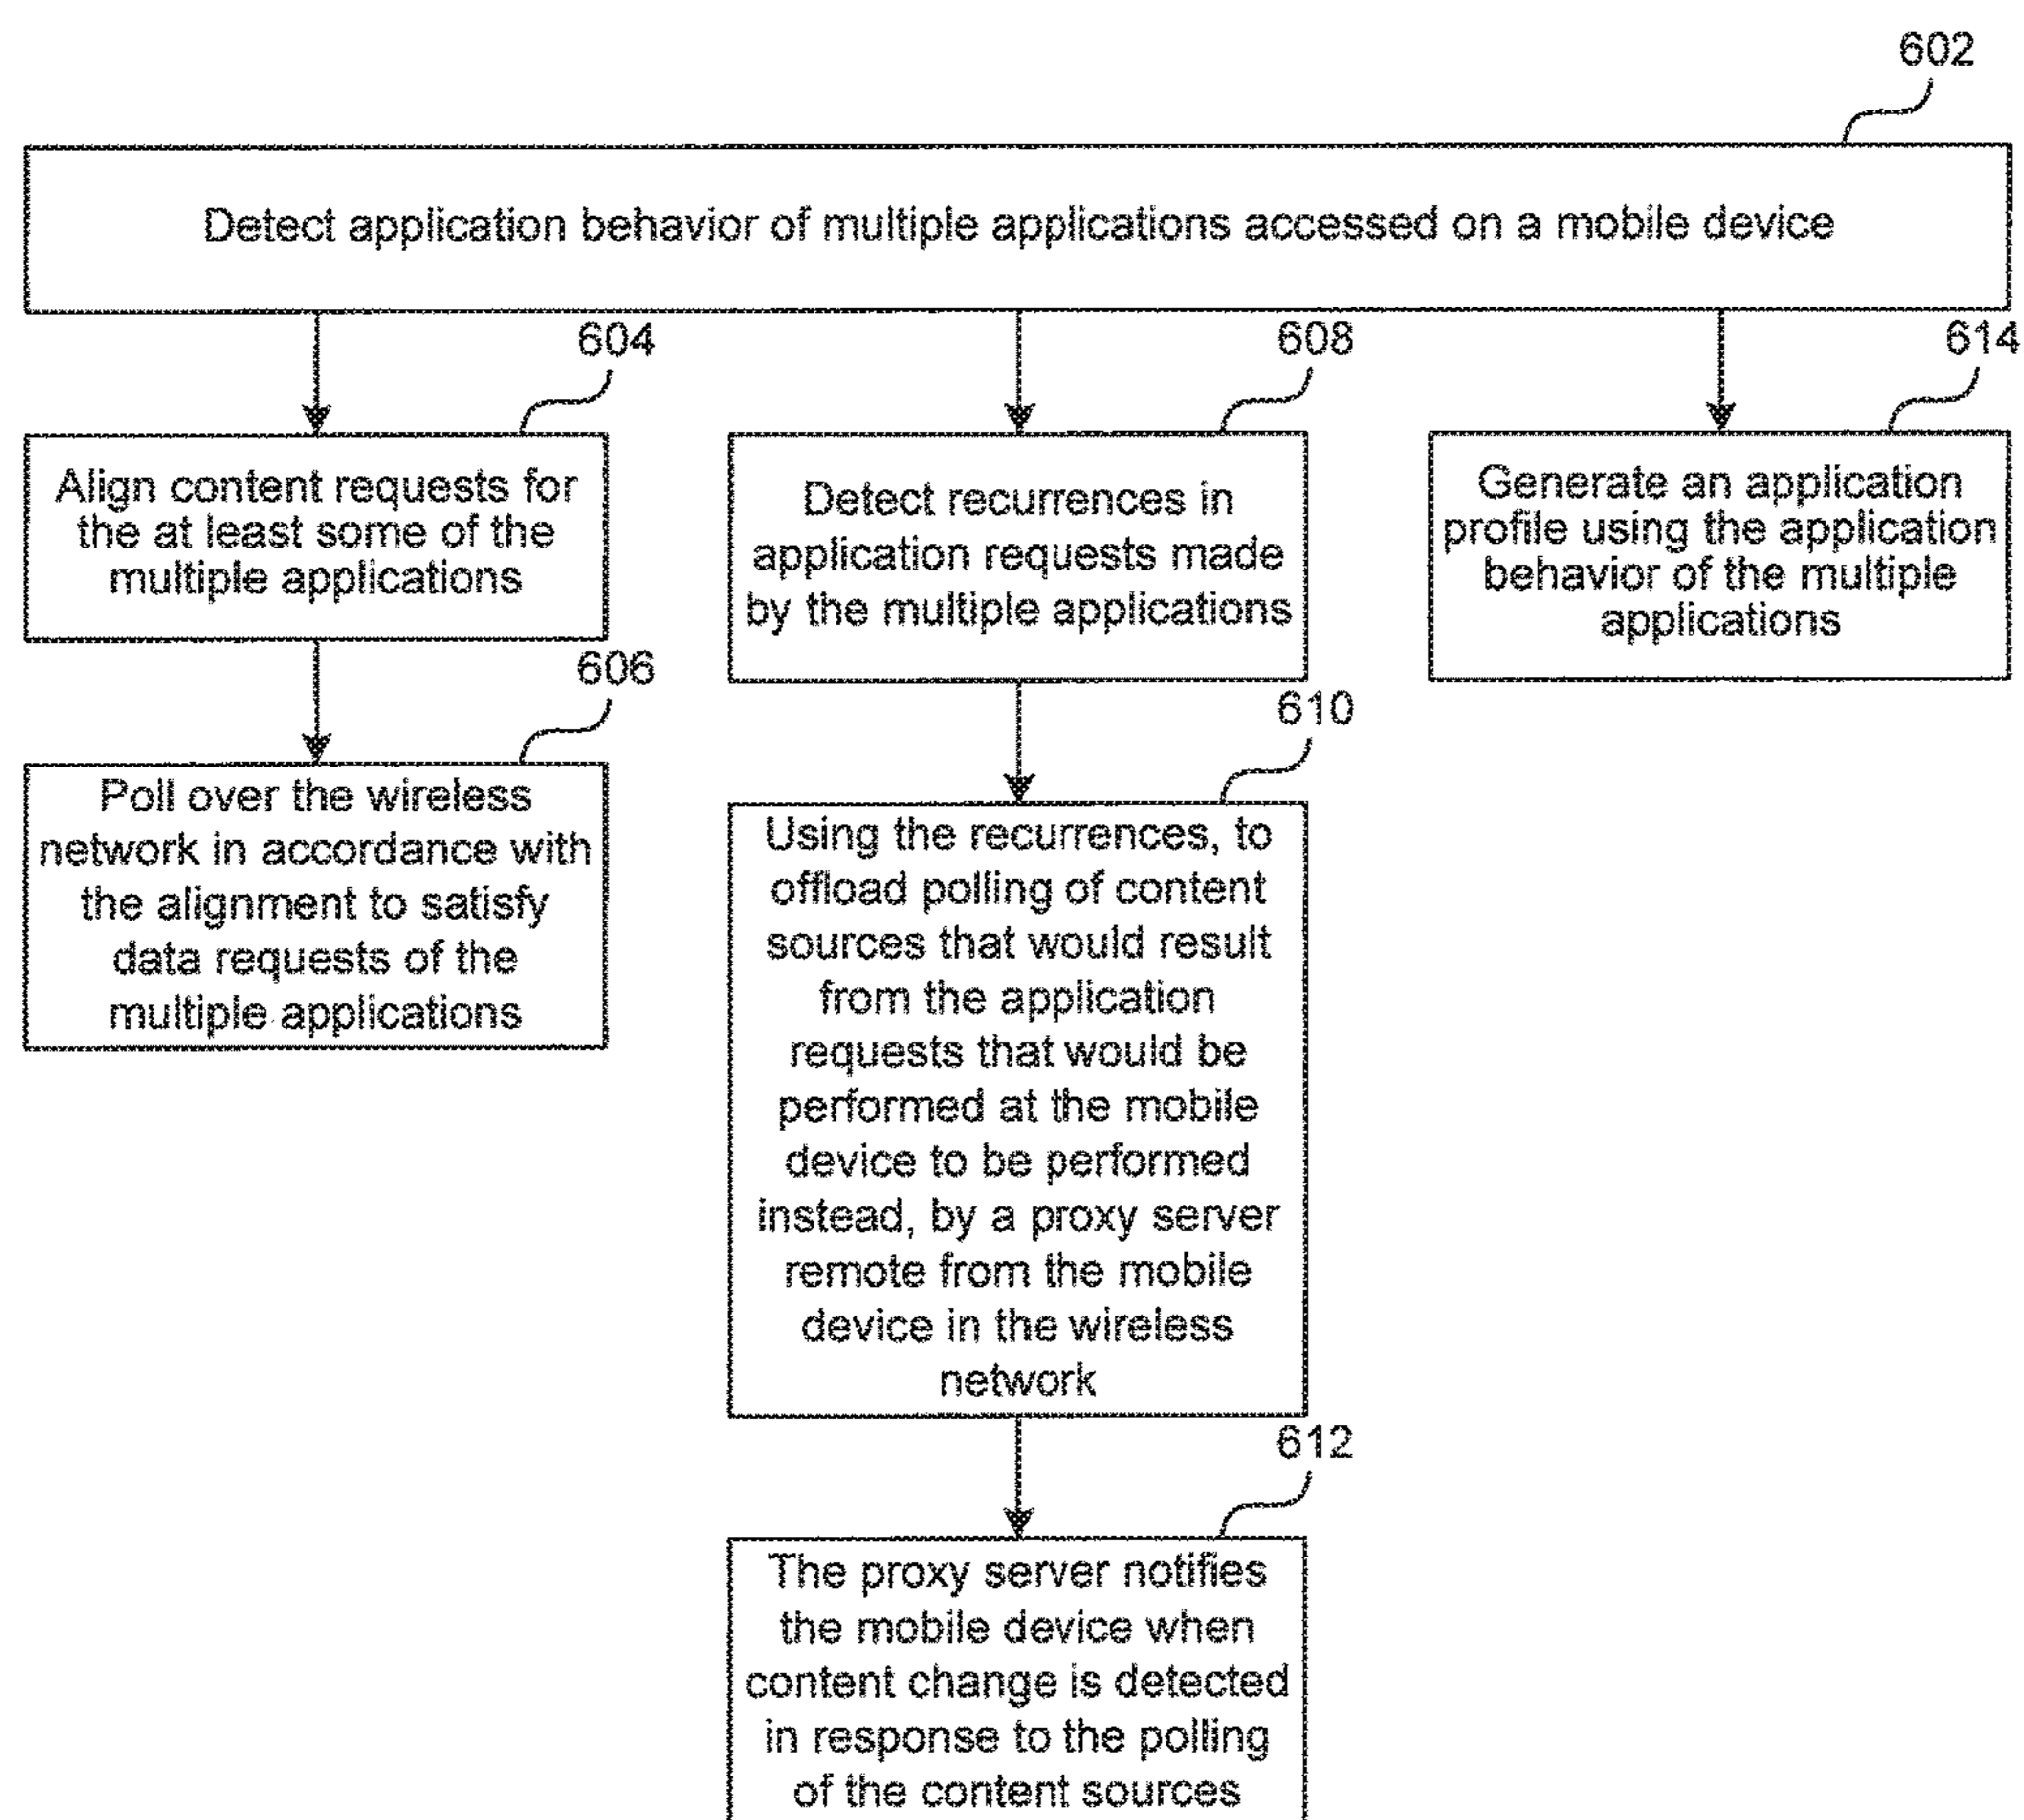 602
Detect application behavior of multiple applications accessed on a mobile device
604
Align content requests for
the at least some of the
multiple applications
606
Poll over the wireless
network in accordance with
the alignment to satisfy
data requests of the
multiple applications
608
Detect recurrences in
application requests made
by the multiple applications
610
Using the recurrences, to
offload polling of content
sources that would result
from the application
requests that would be
performed at the mobile
device to be performed
instead, by a proxy server
remote from the mobile
device in the wireless
network
612
The proxy server notifies
the mobile device when
content change is detected
in response to the polling
of the content sources
614
Generate an application
profile using the application
behavior of the multiple
applications